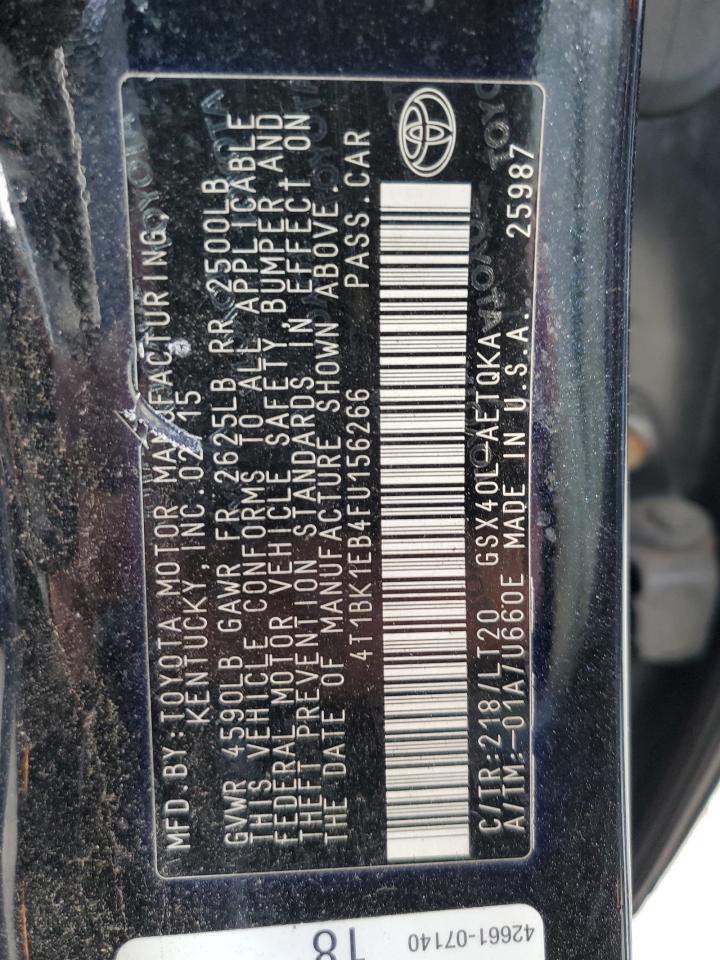 MFD.BY:TOYOTA MOTOR MANUFACTURING
KENTUCKY, INC. 02/15
GVWR 4590LB GAWR FR 2625LB RR 2500LB
THIS VEHICLE CONFORMS TO ALL APPLICABLE
FEDERAL MOTOR VEHICLE SAFETY, BUMPER AND
THEFT PREVENTION STANDARDS IN EFFECT ON
THE DATE OF MANUFACTURE SHOWN ABOVE.
4T1BK1EB4FU156266 PASS.CAR
C/TR:218/LT20 GSX40L-AETQKA
A/TM:-01A/U660E MADE IN U.S.A. 25987
42661-07140
18